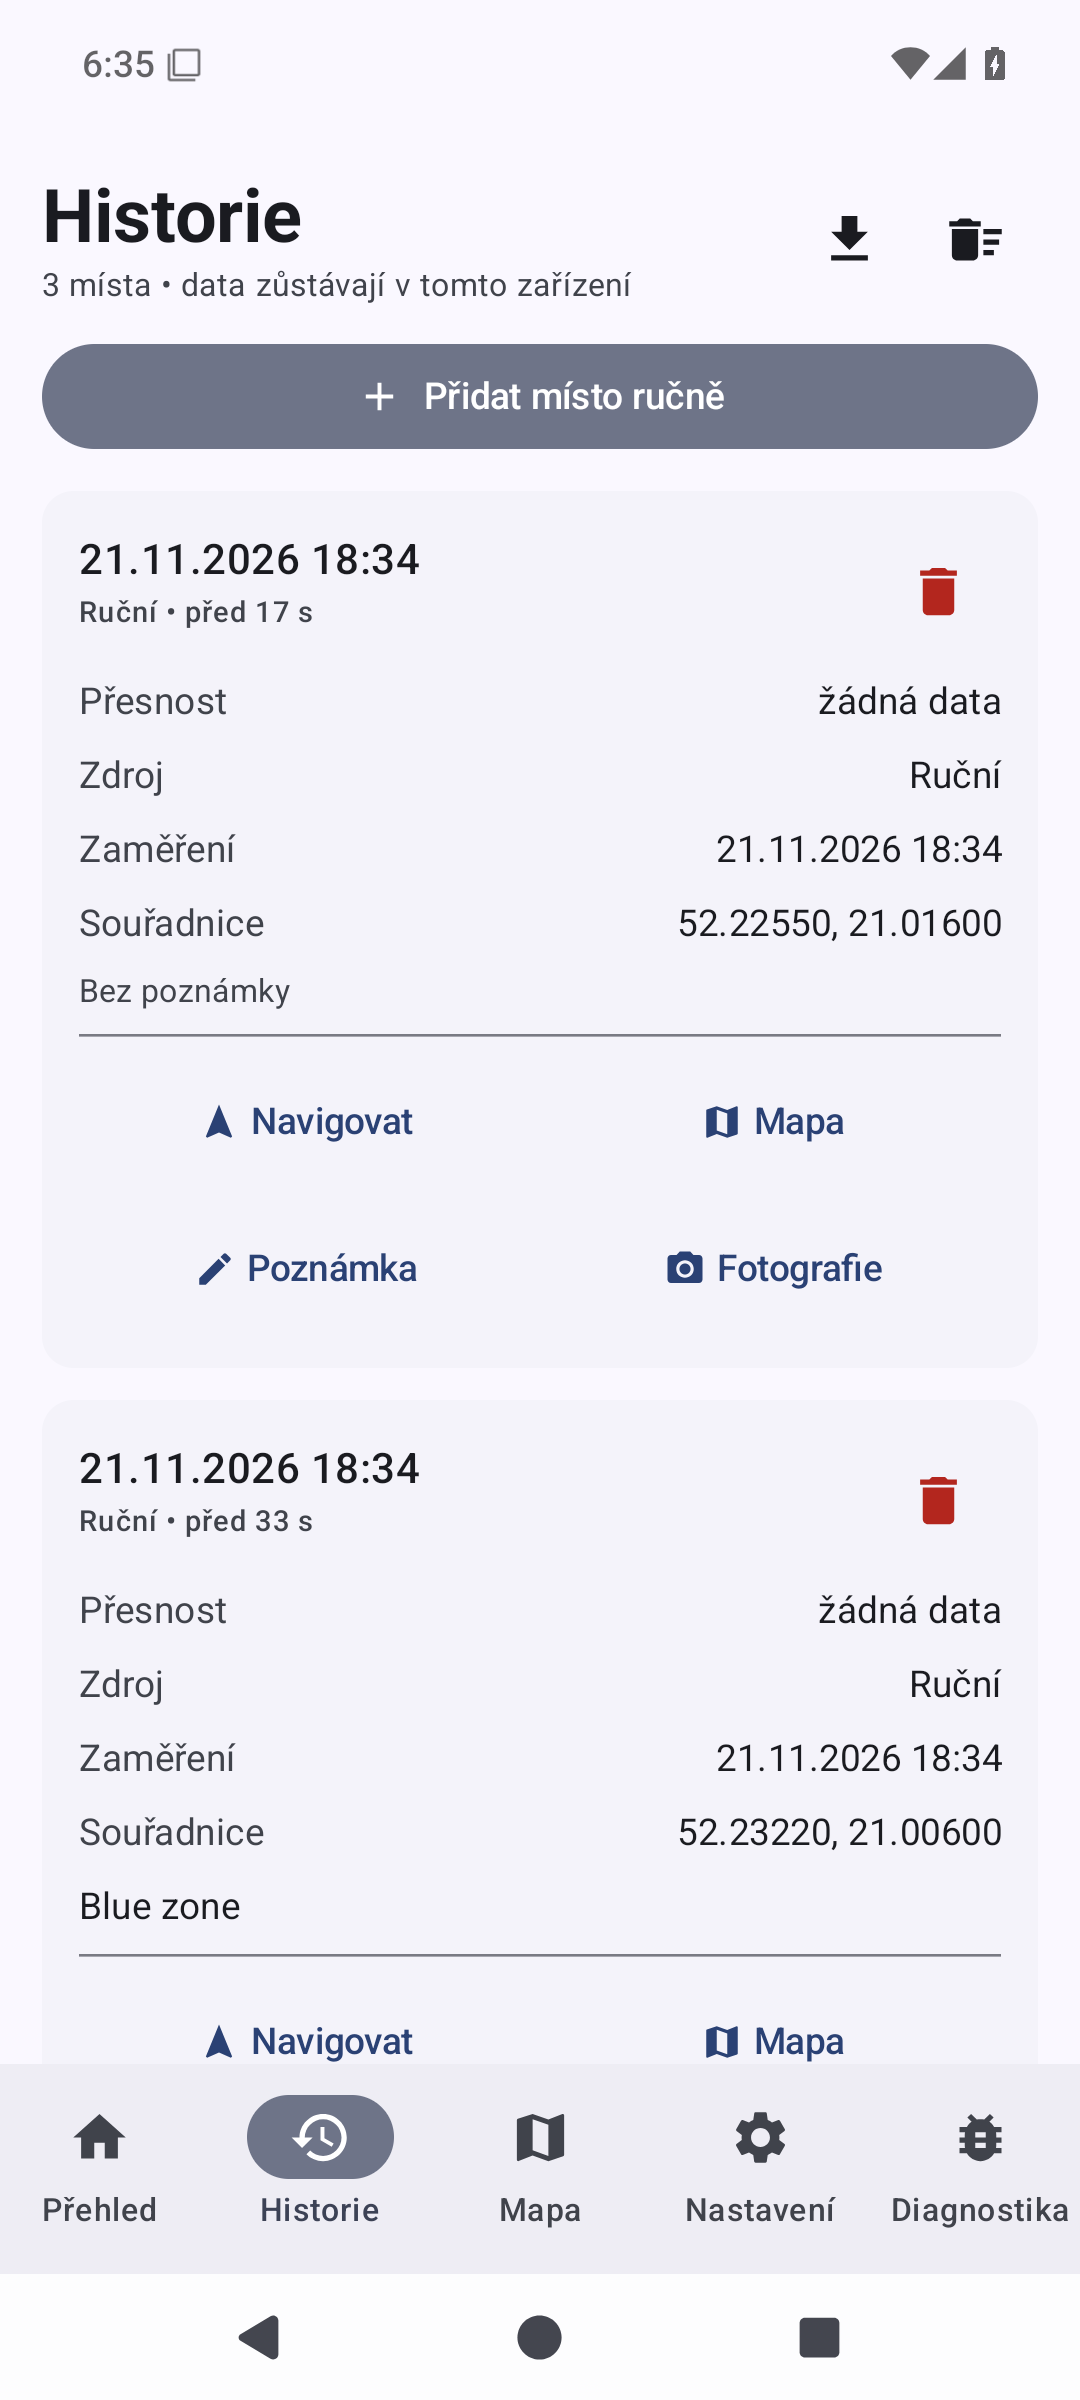 6:35
Historie
3 místa • data zůstávají v tomto zařízení
Přidat místo ručně
21.11.2026 18:34
Ruční • před 17 s
Přesnost žádná data
Zdroj Ruční
Zaměření 21.11.2026 18:34
Souřadnice 52.22550, 21.01600
Bez poznámky
Navigovat Mapa
Poznámka Fotografie
21.11.2026 18:34
Ruční • před 33 s
Přesnost žádná data
Zdroj Ruční
Zaměření 21.11.2026 18:34
Souřadnice 52.23220, 21.00600
Blue zone
Navigovat Mapa
Přehled Historie Mapa Nastavení Diagnostika